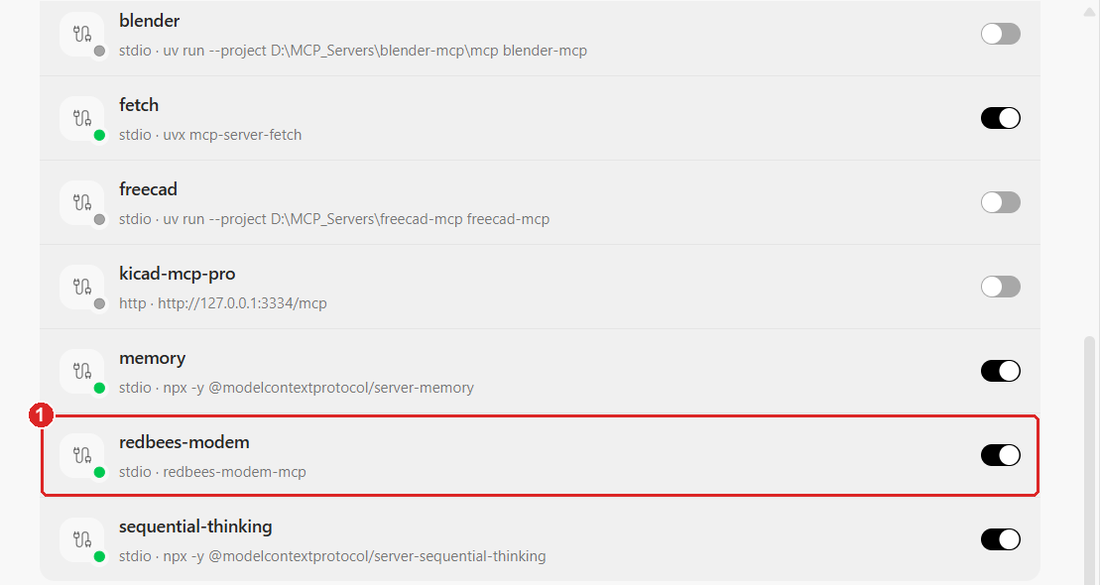 blender
stdio · uv run --project D:\MCP_Servers\blender-mcp\mcp blender-mcp
fetch
stdio · uvx mcp-server-fetch
freecad
stdio · uv run --project D:\MCP_Servers\freecad-mcp freecad-mcp
kicad-mcp-pro
http · http://127.0.0.1:3334/mcp
memory
stdio · npx -y @modelcontextprotocol/server-memory
1
redbees-modem
stdio · redbees-modem-mcp
sequential-thinking
stdio · npx -y @modelcontextprotocol/server-sequential-thinking